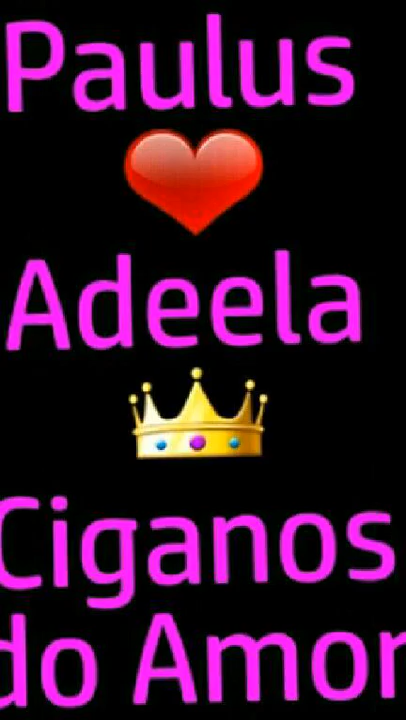 Paulus
❤️
Adeela
👑
Ciganos
do Amor